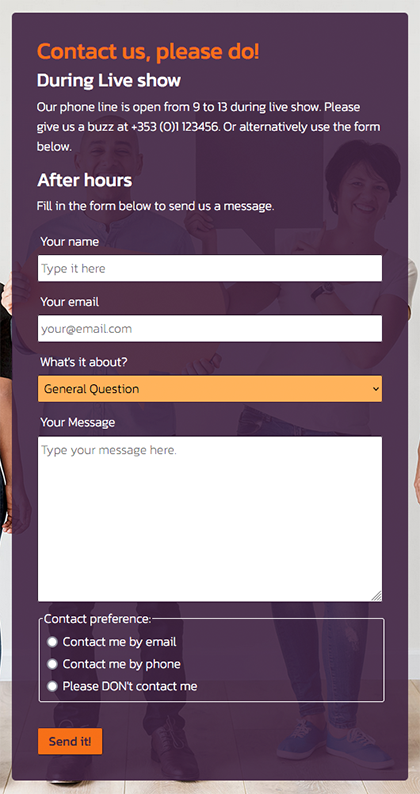 Contact us, please do!
During Live show
Our phone line is open from 9 to 13 during live show. Please
give us a buzz at +353 (0)1 123456. Or alternatively use the form
below.
After hours
Fill in the form below to send us a message.
Your name
Type it here
Your email
your@email.com
What's it about?
General Question
Your Message
Type your message here.
Contact preference:
Contact me by email
Contact me by phone
Please DON't contact me
Send it!